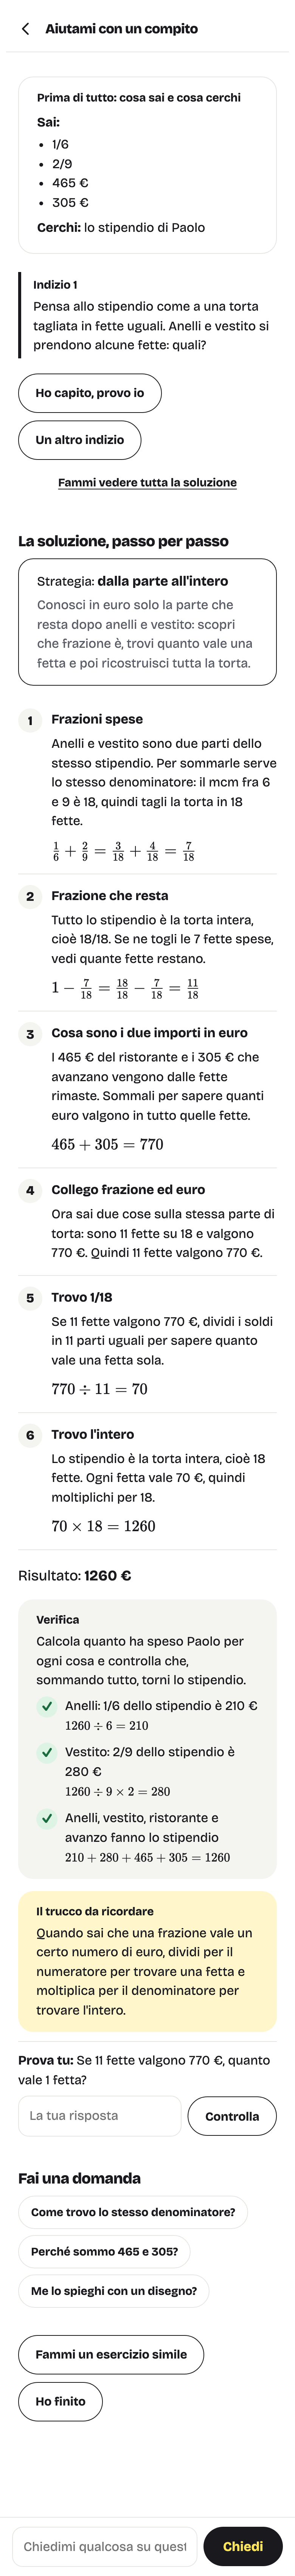 Aiutami con un compito
Prima di tutto: cosa sai e cosa cerchi
Sai:
• 1/6
• 2/9
• 465 €
• 305 €
Cerchi: lo stipendio di Paolo
Indizio 1
Pensa allo stipendio come a una torta
tagliata in fette uguali. Anelli e vestito si
prendono alcune fette: quali?
Ho capito, provo io
Un altro indizio
Fammi vedere tutta la soluzione
La soluzione, passo per passo
Strategia: dalla parte all'intero
Conosci in euro solo la parte che
resta dopo anelli e vestito: scopri
che frazione è, trovi quanto vale una
fetta e poi ricostruisci tutta la torta.
1 Frazioni spese
Anelli e vestito sono due parti dello
stesso stipendio. Per sommarle serve
lo stesso denominatore: il mcm fra 6
e 9 è 18, quindi tagli la torta in 18
fette.
1/6 + 2/9 = 3/18 + 4/18 = 7/18
2 Frazione che resta
Tutto lo stipendio è la torta intera,
cioè 18/18. Se ne togli le 7 fette spese,
vedi quante fette restano.
1 − 7/18 = 18/18 − 7/18 = 11/18
3 Cosa sono i due importi in euro
I 465 € del ristorante e i 305 € che
avanzano vengono dalle fette
rimaste. Sommali per sapere quanti
euro valgono in tutto quelle fette.
465 + 305 = 770
4 Collego frazione ed euro
Ora sai due cose sulla stessa parte di
torta: sono 11 fette su 18 e valgono
770 €. Quindi 11 fette valgono 770 €.
5 Trovo 1/18
Se 11 fette valgono 770 €, dividi i soldi
in 11 parti uguali per sapere quanto
vale una fetta sola.
770 ÷ 11 = 70
6 Trovo l'intero
Lo stipendio è la torta intera, cioè 18
fette. Ogni fetta vale 70 €, quindi
moltiplichi per 18.
70 × 18 = 1260
Risultato: 1260 €
Verifica
Calcola quanto ha speso Paolo per
ogni cosa e controlla che,
sommando tutto, torni lo stipendio.
Anelli: 1/6 dello stipendio è 210 €
1260 ÷ 6 = 210
Vestito: 2/9 dello stipendio è
280 €
1260 ÷ 9 × 2 = 280
Anelli, vestito, ristorante e
avanzo fanno lo stipendio
210 + 280 + 465 + 305 = 1260
Il trucco da ricordare
Quando sai che una frazione vale un
certo numero di euro, dividi per il
numeratore per trovare una fetta e
moltiplica per il denominatore per
trovare l'intero.
Prova tu: Se 11 fette valgono 770 €, quanto
vale 1 fetta?
La tua risposta
Controlla
Fai una domanda
Come trovo lo stesso denominatore?
Perché sommo 465 e 305?
Me lo spieghi con un disegno?
Fammi un esercizio simile
Ho finito
Chiedimi qualcosa su quest
Chiedi